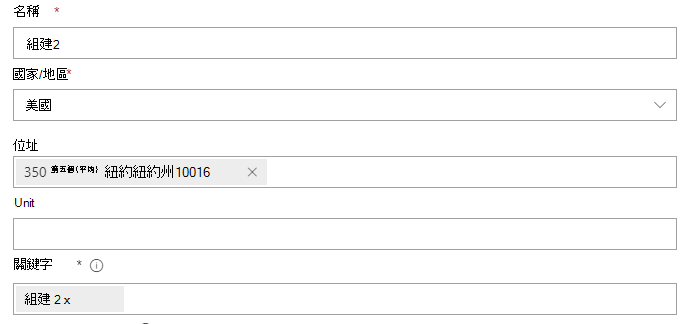 名稱 *
組建2
國家/地區*
美國
位址
350 第五個(平均) 紐約紐約州10016
Unit
關鍵字 *
組建 2 x